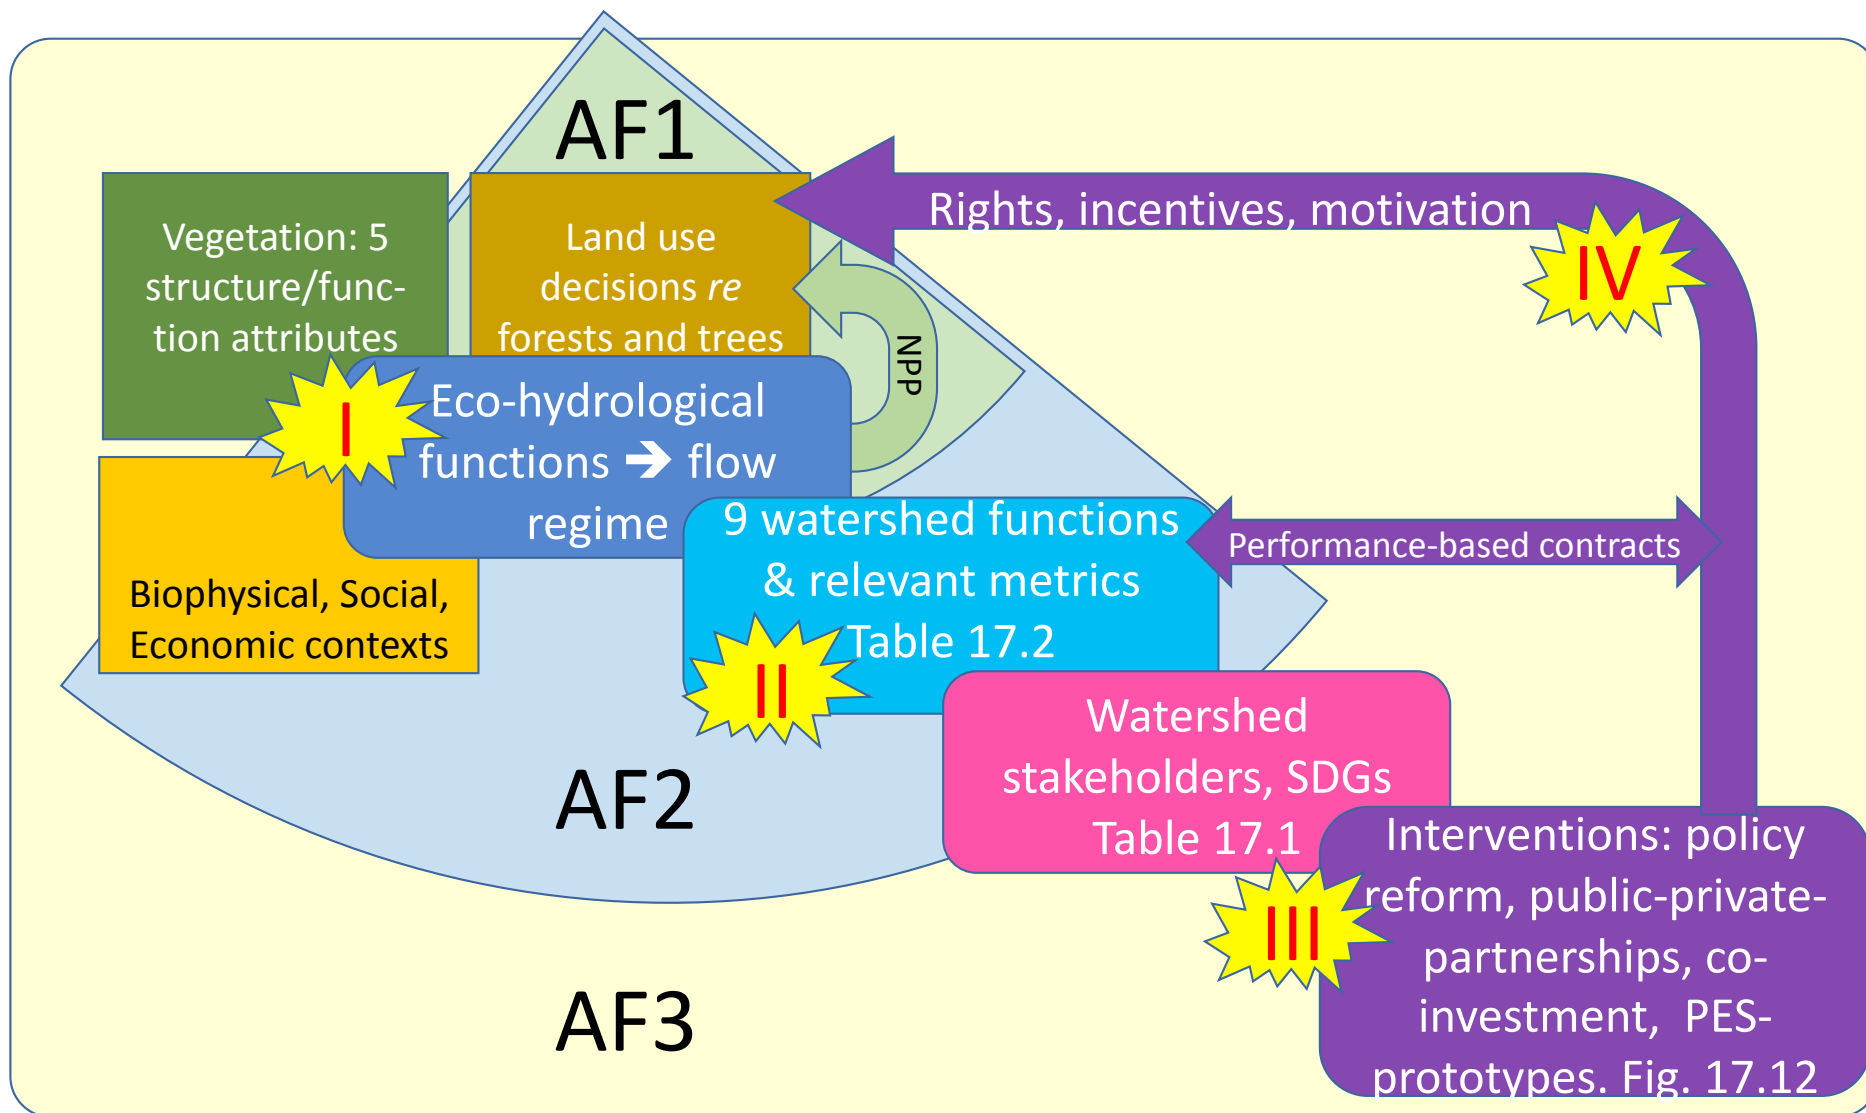 AF1
Vegetation: 5
structure/func-
tion attributes
Land use
decisions re
forests and trees
Rights, incentives, motivation
IV
NPP
I
Eco-hydrological
functions ➔ flow
regime
Biophysical, Social,
Economic contexts
9 watershed functions
& relevant metrics
Table 17.2
Performance-based contracts
II
Watershed
stakeholders, SDGs
Table 17.1
AF2
III
Interventions: policy
reform, public-private-
partnerships, co-
investment, PES-
prototypes. Fig. 17.12
AF3